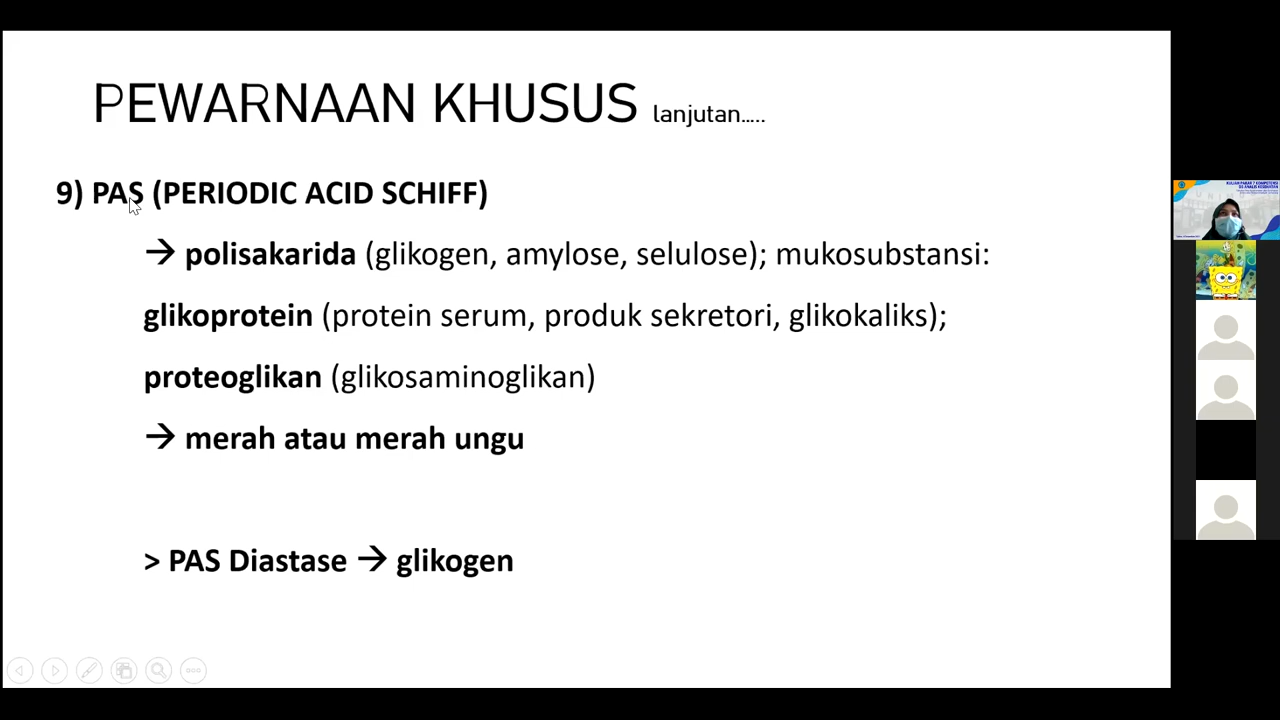 PEWARNAAN KHUSUS lanjutan.....
9) PAS (PERIODIC ACID SCHIFF)
→ polisakarida (glikogen, amylose, selulose); mukosubstansi:
glikoprotein (protein serum, produk sekretori, glikokaliks);
proteoglikan (glikosaminoglikan)
→ merah atau merah ungu
> PAS Diastase → glikogen